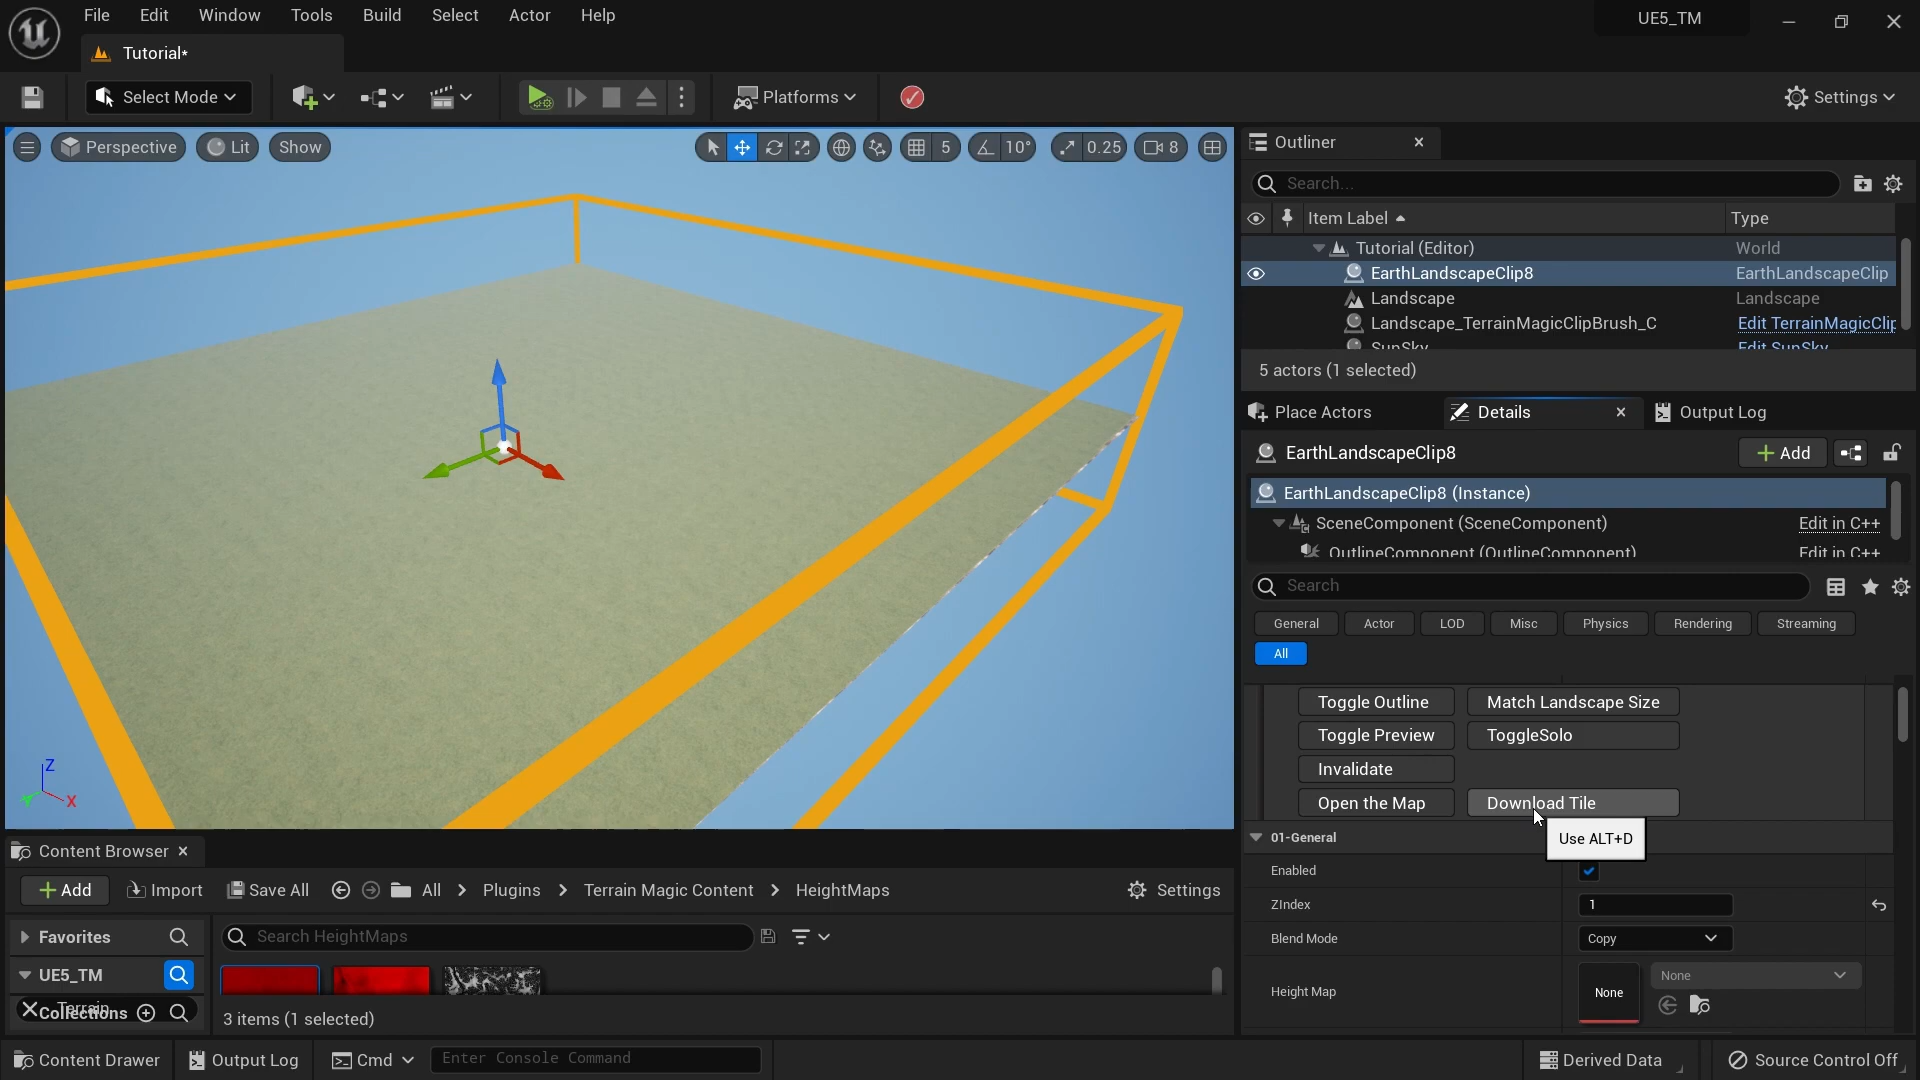 File Edit Window Tools Build Select Actor Help
UE5_TM
Tutorial*
Select Mode
Platforms
Settings
Perspective
Lit
Show
5
10°
0.25
8
Outliner
Search...
Item Label
Type
Tutorial (Editor)
World
EarthLandscapeClip8
EarthLandscapeClip
Landscape
Landscape
Landscape_TerrainMagicClipBrush_C
Edit TerrainMagicClip
SunSky
Edit SunSky
5 actors (1 selected)
Place Actors
Details
Output Log
EarthLandscapeClip8
Add
EarthLandscapeClip8 (Instance)
SceneComponent (SceneComponent)
Edit in C++
OutlineComponent (OutlineComponent)
Edit in C++
Search
General
Actor
LOD
Misc
Physics
Rendering
Streaming
All
Toggle Outline
Match Landscape Size
Toggle Preview
ToggleSolo
Invalidate
Open the Map
Download Tile
Use ALT+D
01-General
Enabled
ZIndex
1
Blend Mode
Copy
Height Map
None
None
Z
Y
X
Content Browser
Add
Import
Save All
All
Plugins
Terrain Magic Content
HeightMaps
Settings
Favorites
Search HeightMaps
UE5_TM
Terrain
Collections
3 items (1 selected)
Content Drawer
Output Log
Cmd
Enter Console Command
Derived Data
Source Control Off